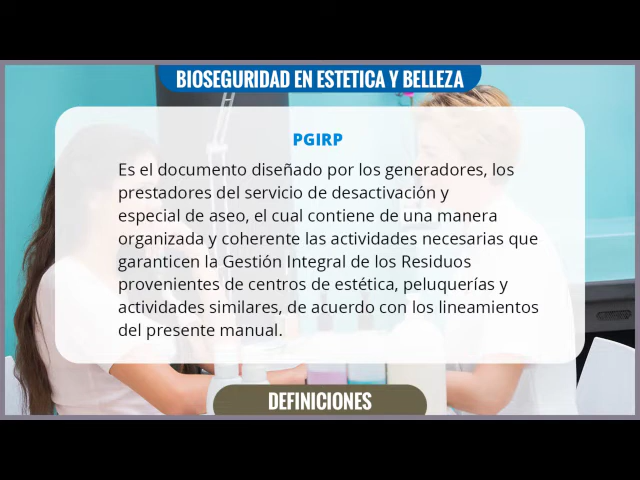 BIOSEGURIDAD EN ESTETICA Y BELLEZA
PGIRP
Es el documento diseñado por los generadores, los
prestadores del servicio de desactivación y
especial de aseo, el cual contiene de una manera
organizada y coherente las actividades necesarias que
garanticen la Gestión Integral de los Residuos
provenientes de centros de estética, peluquerías y
actividades similares, de acuerdo con los lineamientos
del presente manual.
DEFINICIONES